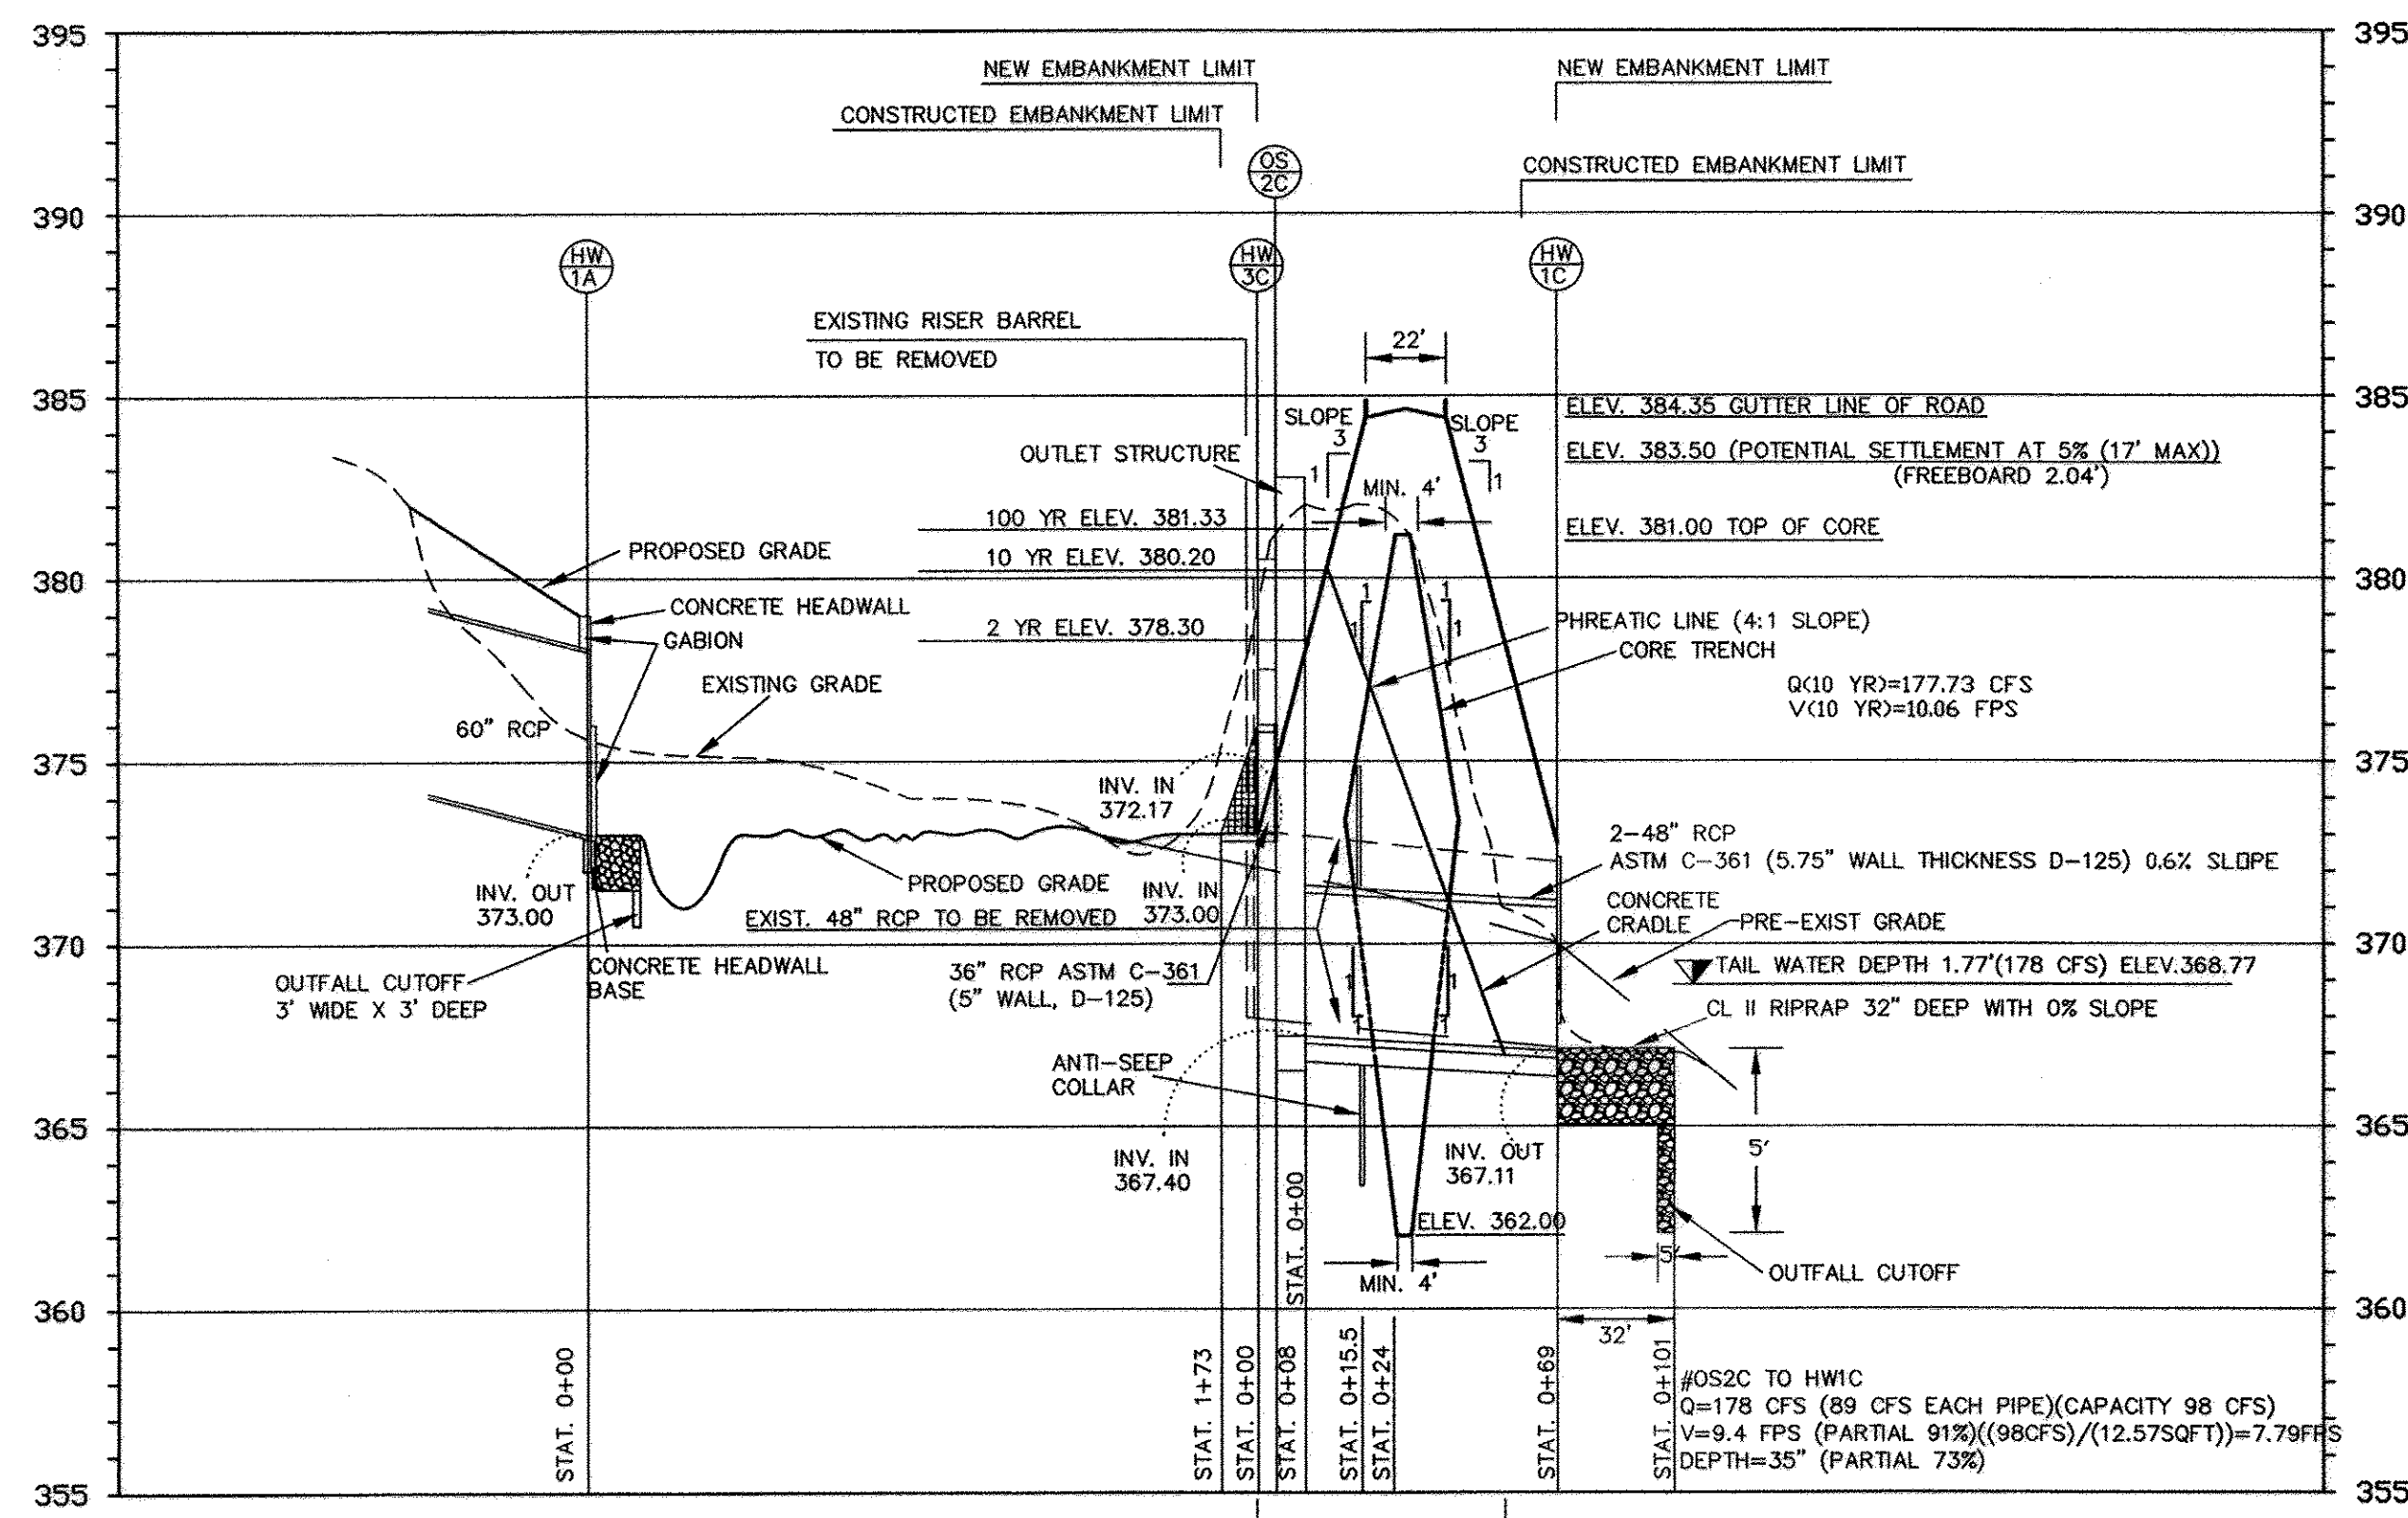 395
395
NEW EMBANKMENT LIMIT
NEW EMBANKMENT LIMIT
CONSTRUCTED EMBANKMENT LIMIT
OS
2C
CONSTRUCTED EMBANKMENT LIMIT
390
390
HW
1A
HW
3C
HW
1C
EXISTING RISER BARREL
TO BE REMOVED
22'
385
385
ELEV. 384.35 GUTTER LINE OF ROAD
SLOPE
3
1
SLOPE
3
1
OUTLET STRUCTURE
ELEV. 383.50 (POTENTIAL SETTLEMENT AT 5% (17' MAX))
(FREEBOARD 2.04')
MIN. 4'
100 YR ELEV. 381.33
ELEV. 381.00 TOP OF CORE
PROPOSED GRADE
10 YR ELEV. 380.20
380
380
CONCRETE HEADWALL
GABION
2 YR ELEV. 378.30
1
1
1
1
PHREATIC LINE (4:1 SLOPE)
CORE TRENCH
EXISTING GRADE
Q(10 YR)=177.73 CFS
V(10 YR)=10.06 FPS
60" RCP
375
375
INV. IN
372.17
2-48" RCP
ASTM C-361 (5.75" WALL THICKNESS D-125) 0.6% SLOPE
INV. OUT
373.00
PROPOSED GRADE
INV. IN
373.00
EXIST. 48" RCP TO BE REMOVED
CONCRETE
CRADLE
PRE-EXIST GRADE
370
370
CONCRETE HEADWALL
BASE
OUTFALL CUTOFF
3' WIDE X 3' DEEP
36" RCP ASTM C-361
(5" WALL, D-125)
1
1
1
1
TAIL WATER DEPTH 1.77'(178 CFS) ELEV.368.77
CL II RIPRAP 32" DEEP WITH 0% SLOPE
ANTI-SEEP
COLLAR
365
365
INV. IN
367.40
INV. OUT
367.11
5'
ELEV. 362.00
5'
MIN. 4'
OUTFALL CUTOFF
360
360
32'
STAT. 0+00
STAT. 1+73
STAT. 0+00
STAT. 0+08
STAT. 0+00
STAT. 0+15.5
STAT. 0+24
STAT. 0+69
STAT. 0+101
#OS2C TO HW1C
Q=178 CFS (89 CFS EACH PIPE)(CAPACITY 98 CFS)
V=9.4 FPS (PARTIAL 91%)((98CFS)/(12.57SQFT))=7.79FPS
DEPTH=35" (PARTIAL 73%)
355
355